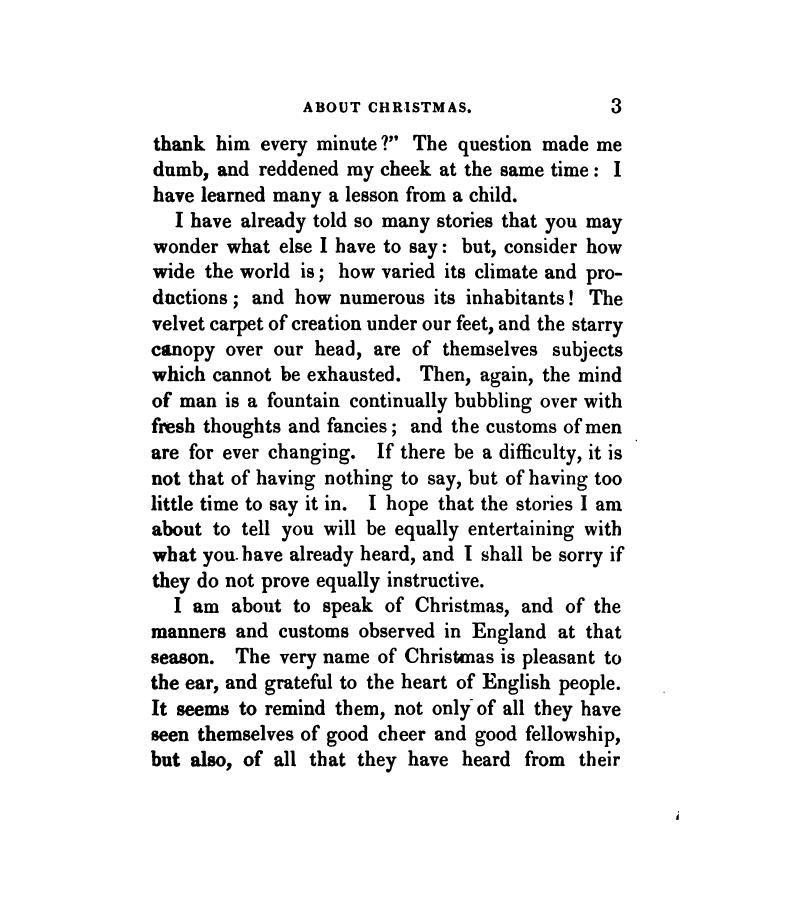 ABOUT CHRISTMAS. 3
thank him every minute?" The question made me
dumb, and reddened my cheek at the same time: I
have learned many a lesson from a child.
I have already told so many stories that you may
wonder what else I have to say: but, consider how
wide the world is; how varied its climate and pro-
ductions; and how numerous its inhabitants! The
velvet carpet of creation under our feet, and the starry
canopy over our head, are of themselves subjects
which cannot be exhausted. Then, again, the mind
of man is a fountain continually bubbling over with
fresh thoughts and fancies; and the customs of men
are for ever changing. If there be a difficulty, it is
not that of having nothing to say, but of having too
little time to say it in. I hope that the stories I am
about to tell you will be equally entertaining with
what you have already heard, and I shall be sorry if
they do not prove equally instructive.
I am about to speak of Christmas, and of the
manners and customs observed in England at that
season. The very name of Christmas is pleasant to
the ear, and grateful to the heart of English people.
It seems to remind them, not only of all they have
seen themselves of good cheer and good fellowship,
but also, of all that they have heard from their